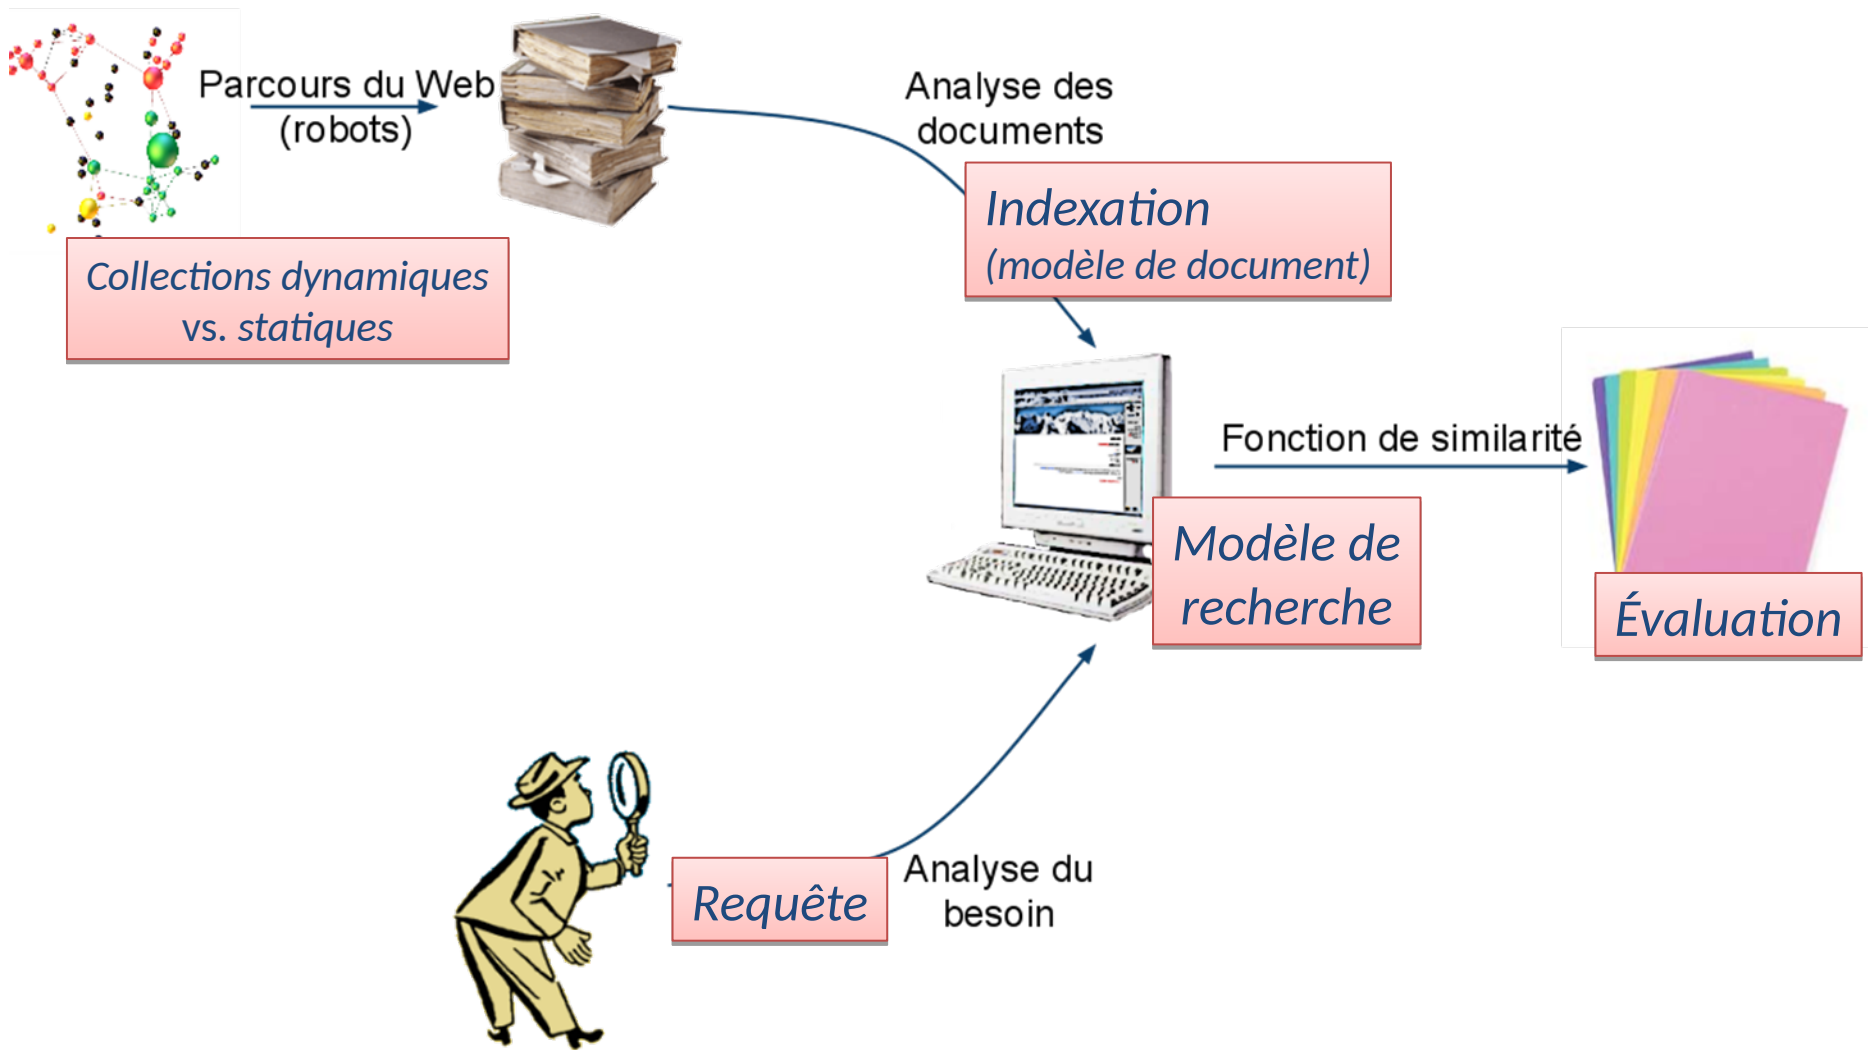 Parcours du Web
(robots)
Collections dynamiques
vs. statiques
Analyse des
documents
Indexation
(modèle de document)
Fonction de similarité
Modèle de
recherche
Évaluation
Requête
Analyse du
besoin